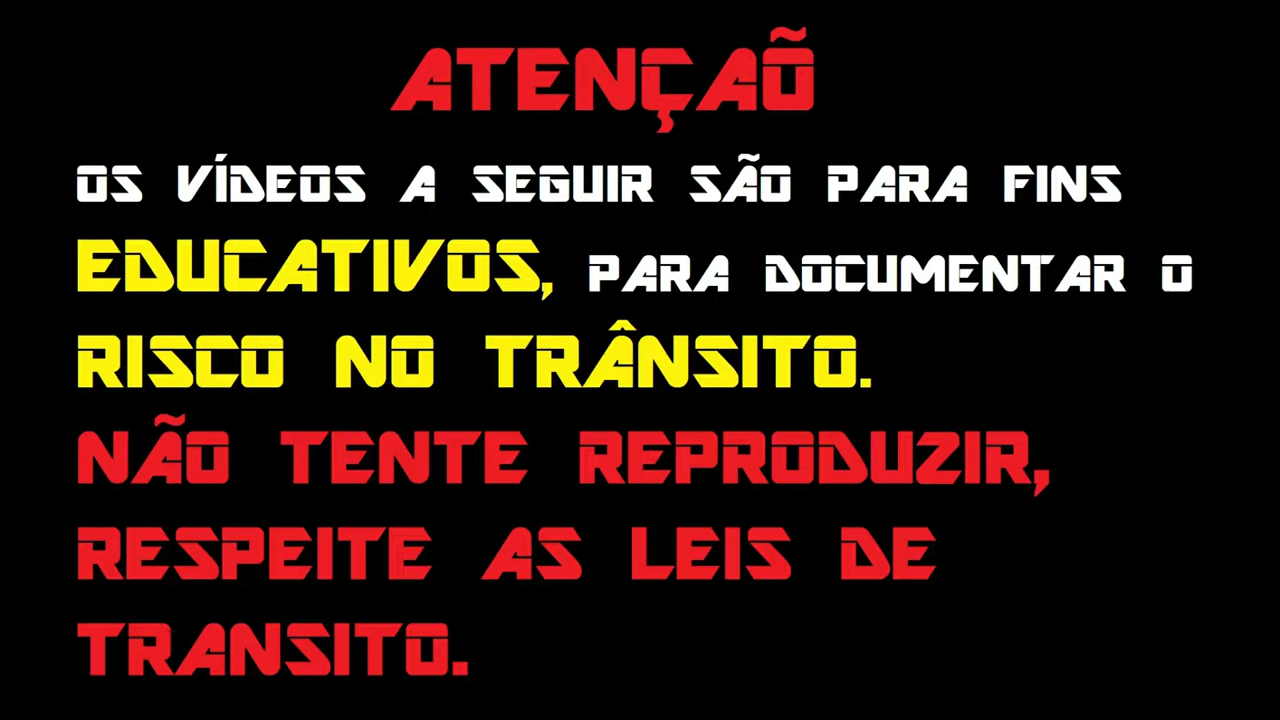 ATENÇAÕ
OS VÍDEOS A SEGUIR SÃO PARA FINS
EDUCATIVOS, PARA DOCUMENTAR O
RISCO NO TRÂNSITO.
NÃO TENTE REPRODUZIR,
RESPEITE AS LEIS DE
TRANSITO.